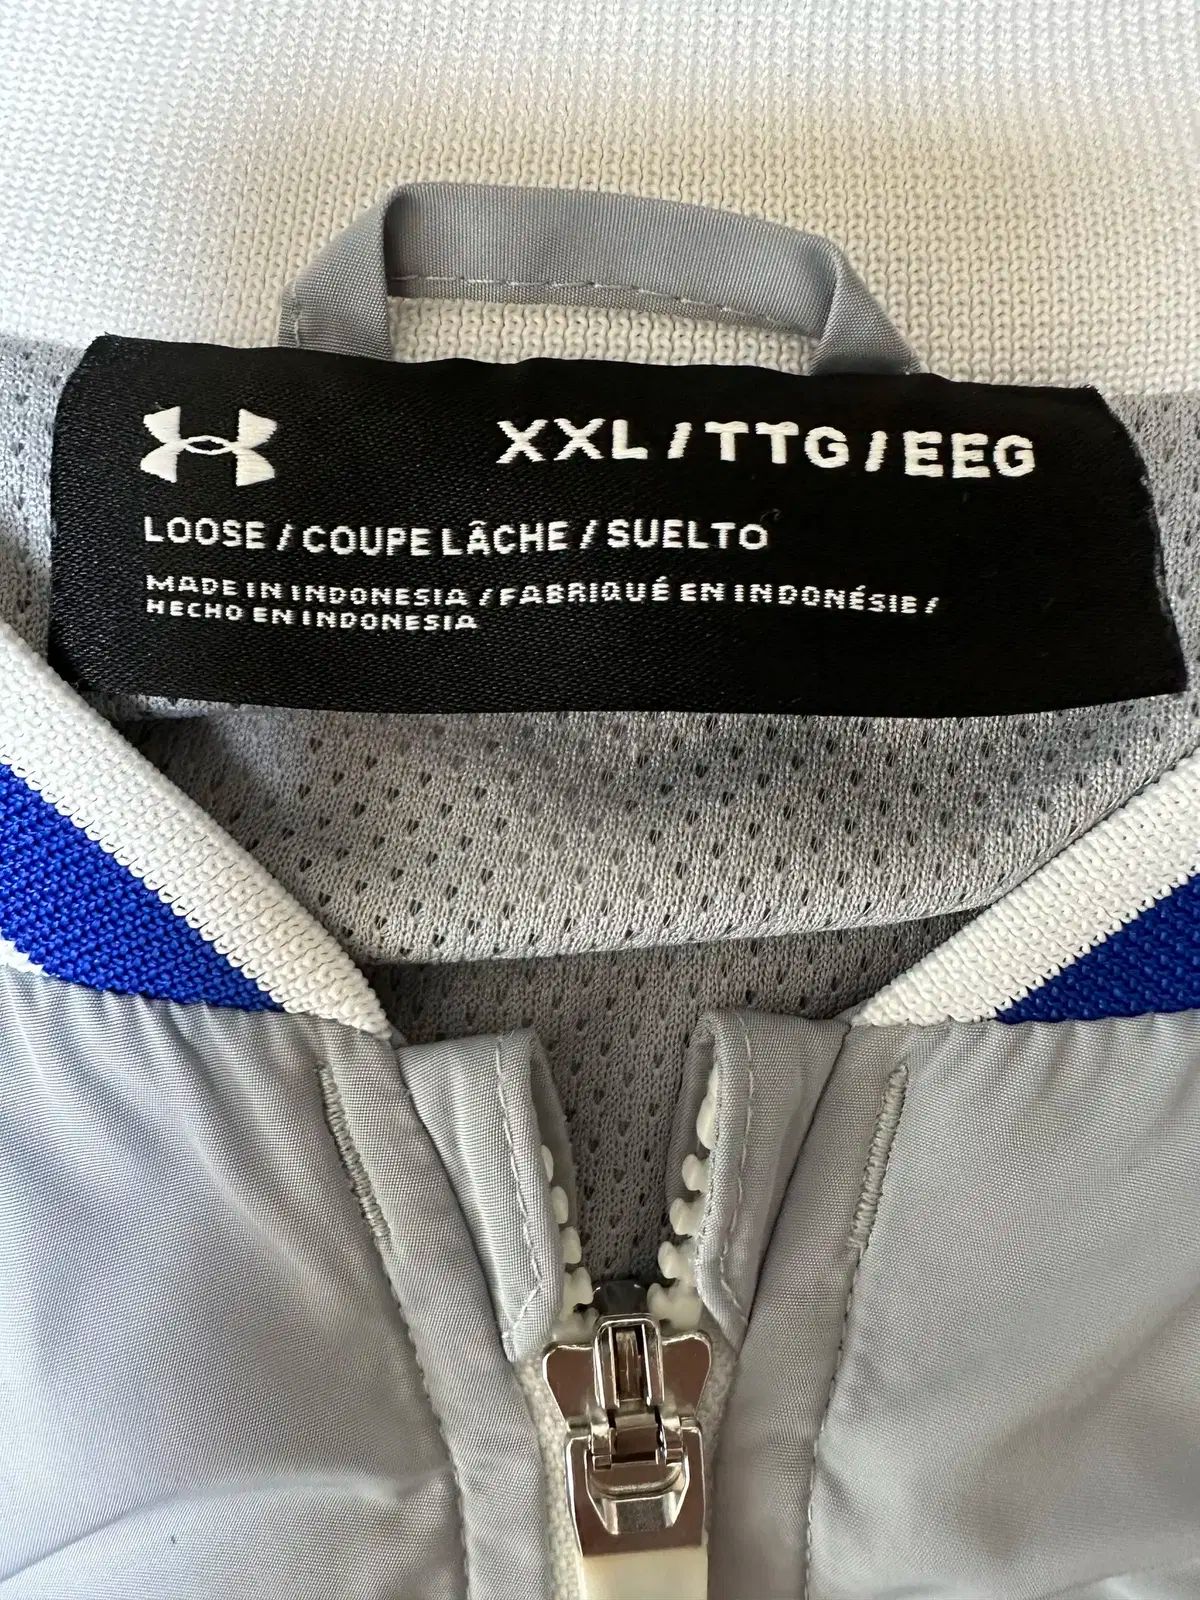 XXL / TTG / EEG
LOOSE / COUPE LÂCHE / SUELTO
MADE IN INDONESIA / FABRIQUÉ EN INDONÉSIE /
HECHO EN INDONESIA